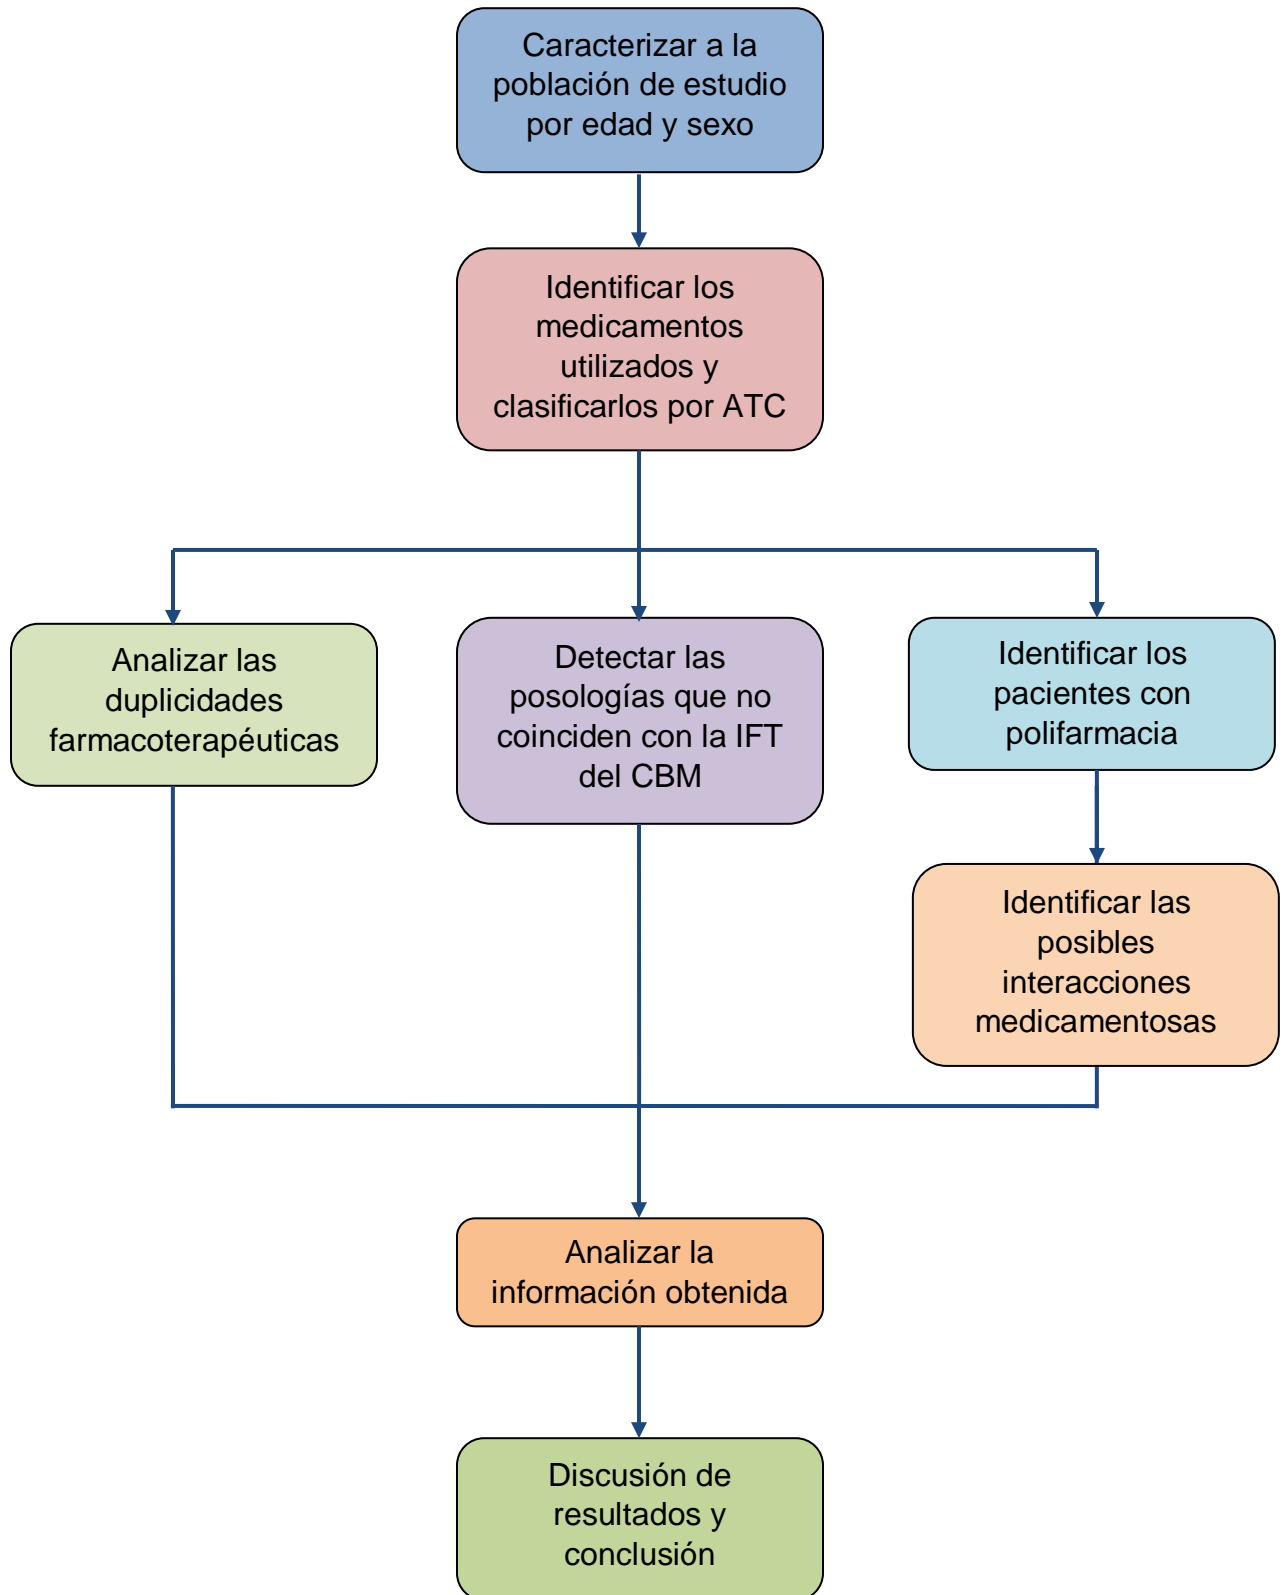 Caracterizar a la
población de estudio
por edad y sexo
Identificar los
medicamentos
utilizados y
clasificarlos por ATC
Analizar las
duplicidades
farmacoterapéuticas
Detectar las
posologías que no
coinciden con la IFT
del CBM
Identificar los
pacientes con
polifarmacia
Identificar las
posibles
interacciones
medicamentosas
Analizar la
información obtenida
Discusión de
resultados y
conclusión